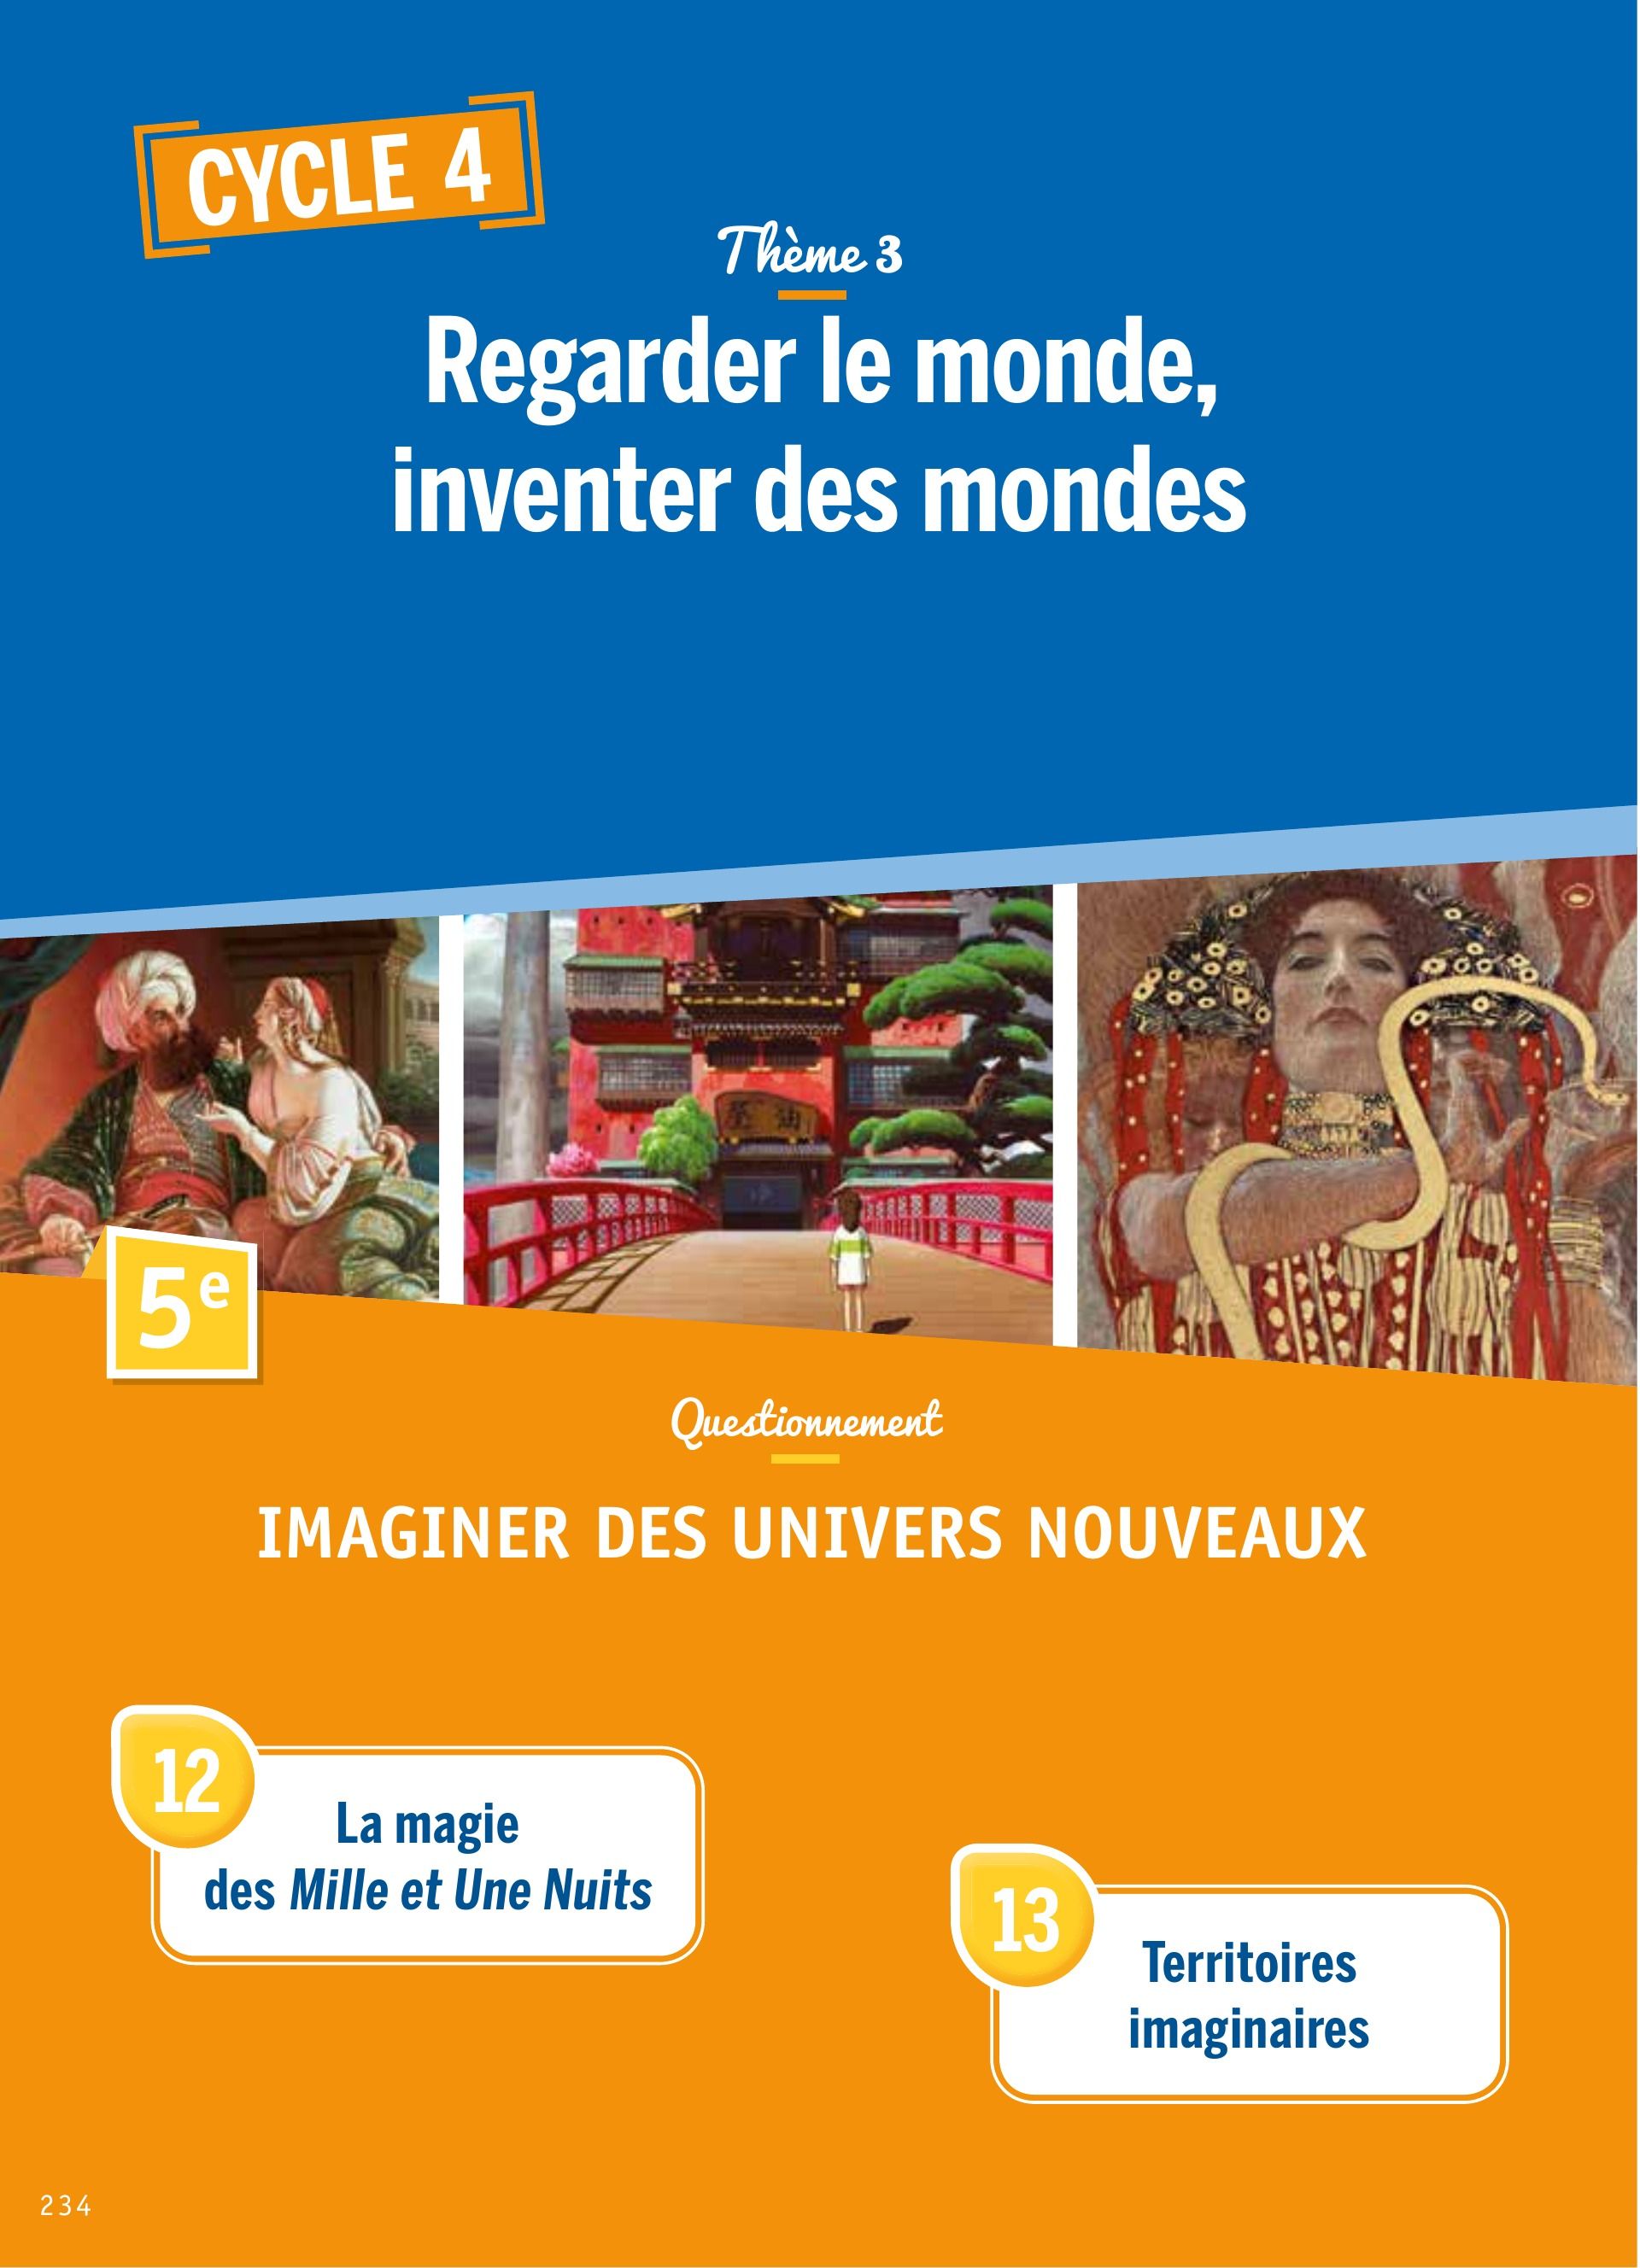 CYCLE 4
Thème 3
Regarder le monde,
inventer des mondes
5e
Questionnement
IMAGINER DES UNIVERS NOUVEAUX
12
La magie
des Mille et Une Nuits
13
Territoires
imaginaires
234